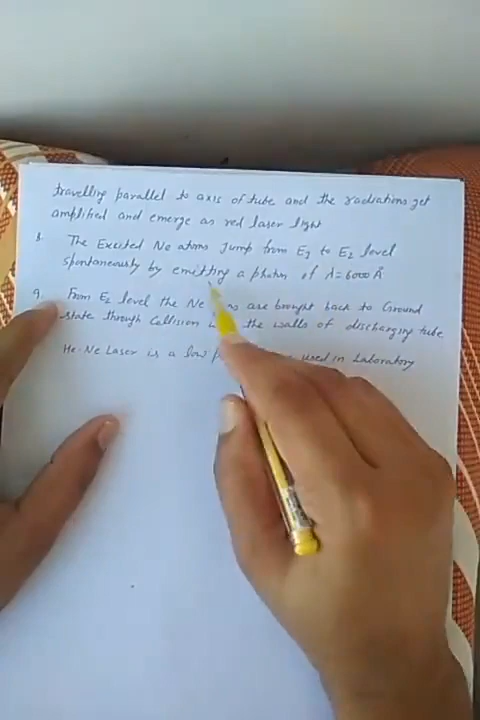 travelling parallel to axis of tube and the radiations get
amplified and emerge as red laser light
8. The Excited Ne atoms Jump from E3 to E2 level
spontaneously by emitting a photon of λ = 6000 Å
9. From E2 level the Ne are brought back to Ground
state through Collision the walls of discharging tube
He-Ne Laser is a low used in Laboratory